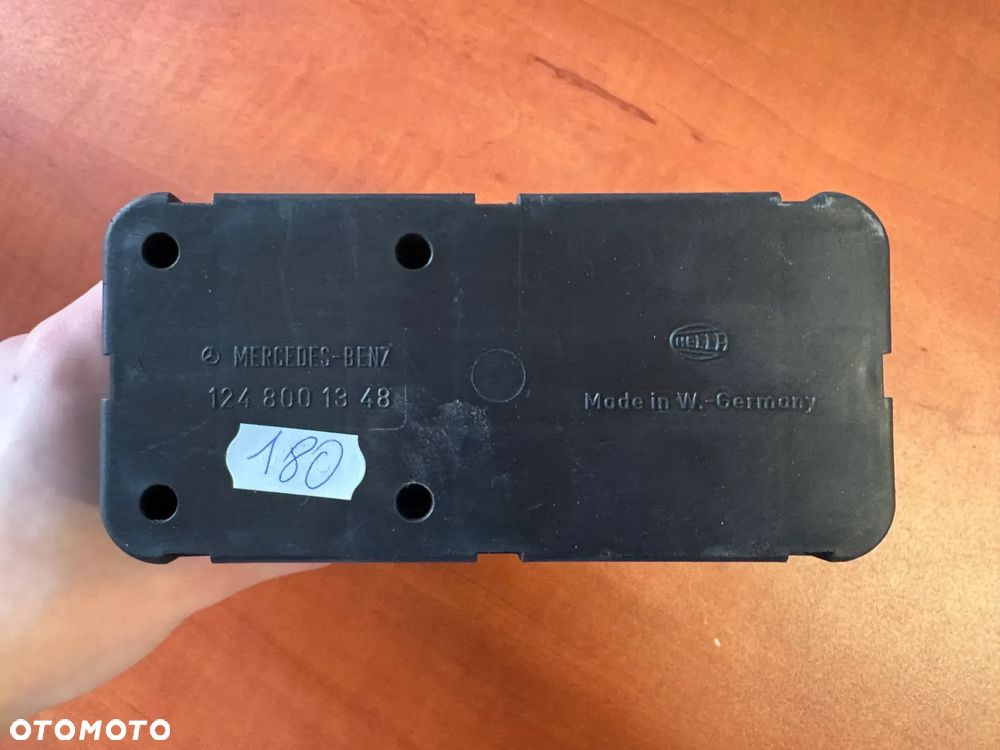 MERCEDES-BENZ
124 800 13 48
180
HELLA
Made in W.-Germany
OTOMOTO